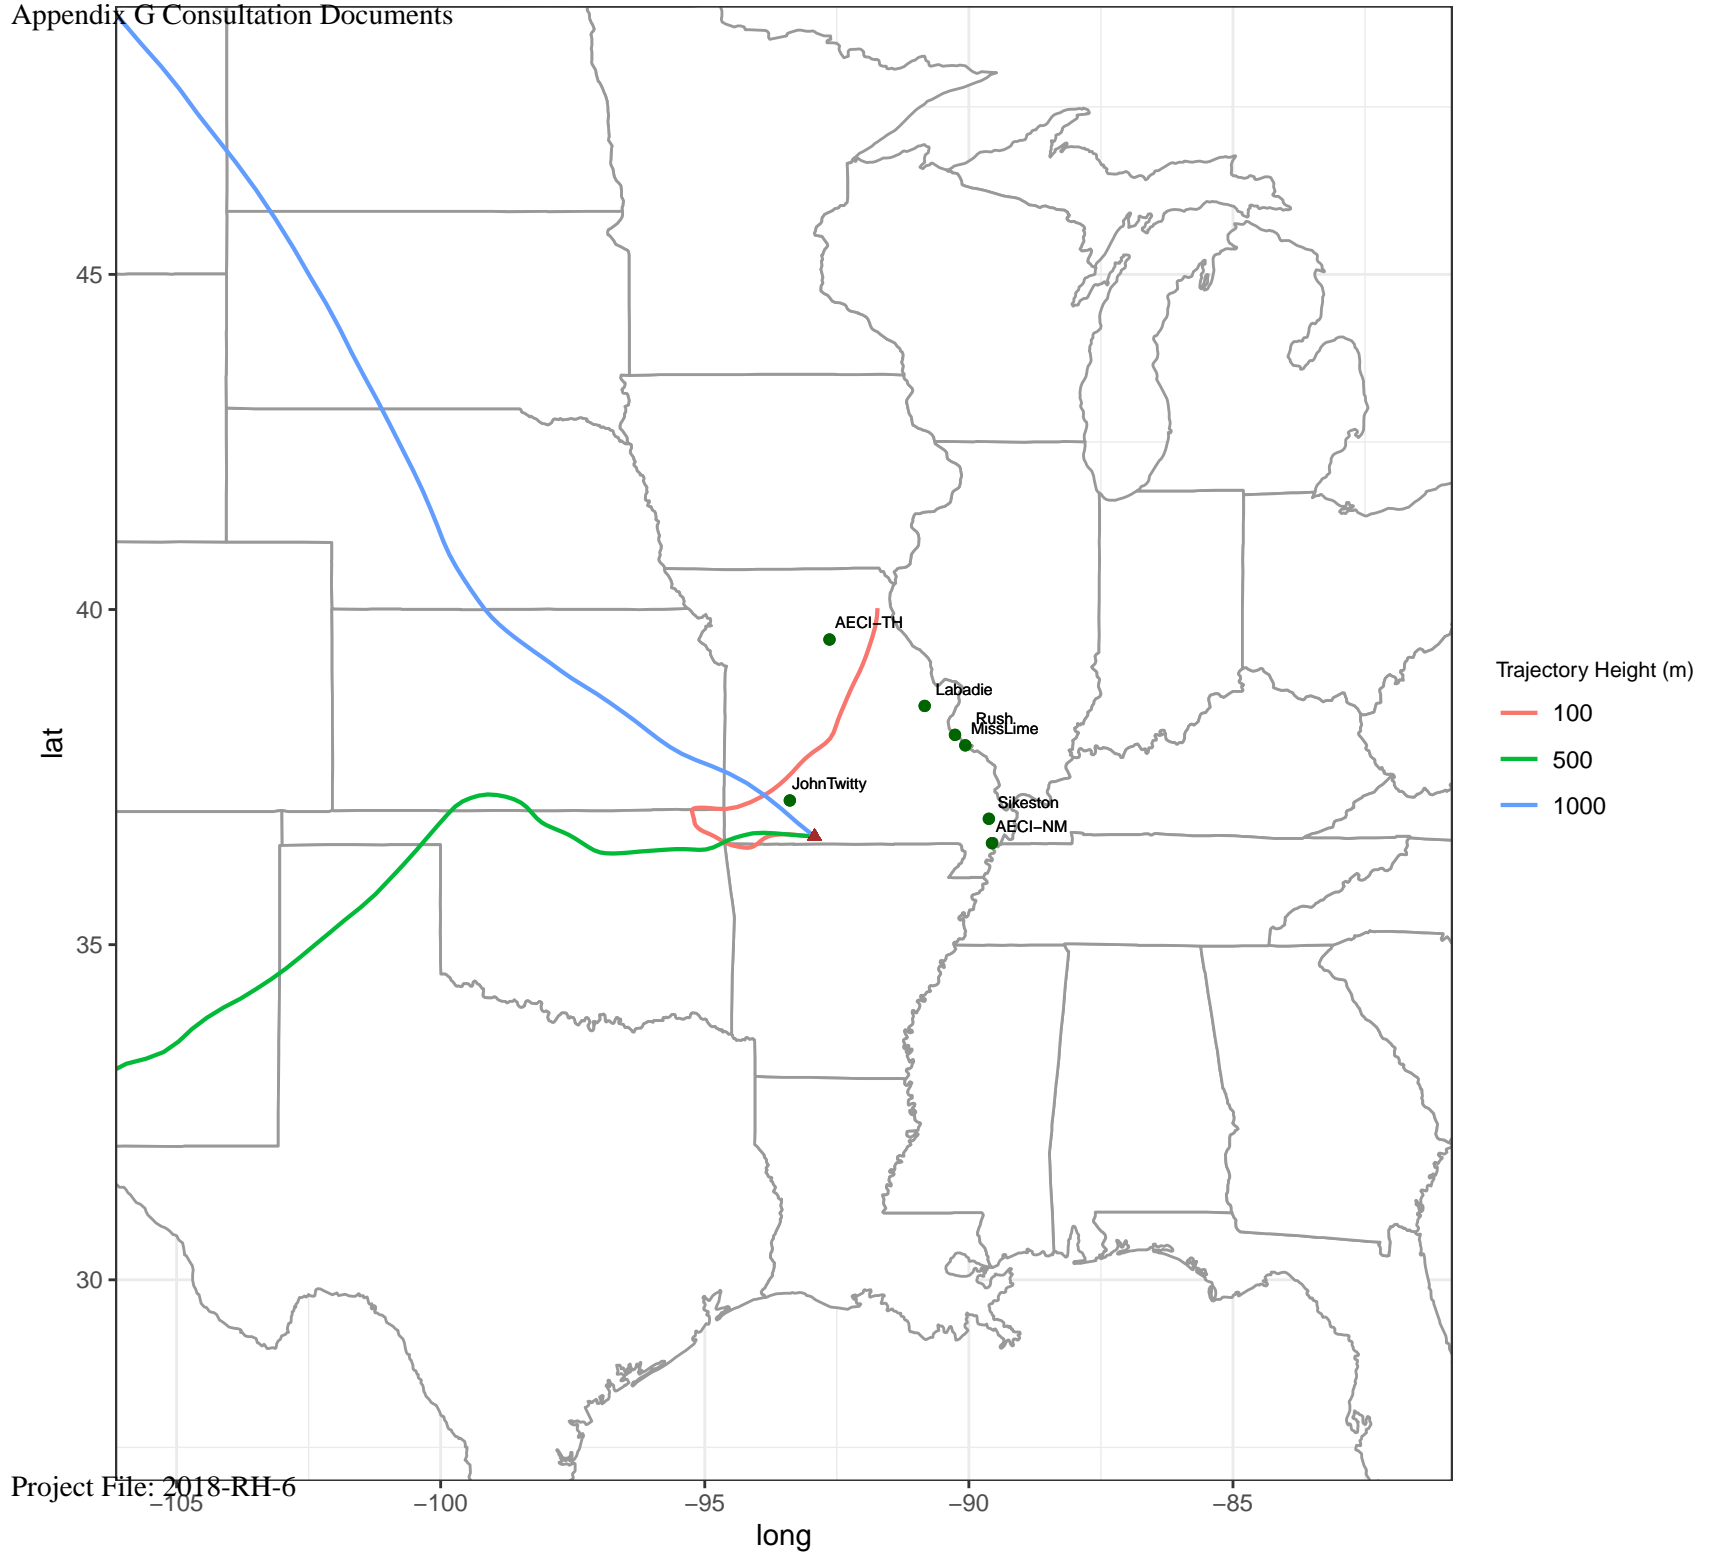 Appendix G Consultation Documents
45
40
35
30
lat
AECI−TH
Labadie
Rush
MissLime
JohnTwitty
Sikeston
AECI−NM
Trajectory Height (m)
100
500
1000
Project File: 2018-RH-6
−105
−100
−95
−90
−85
long